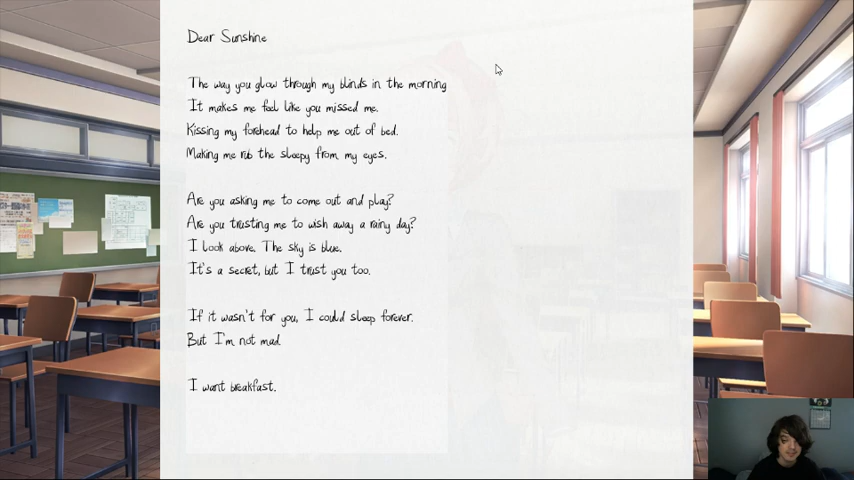 Dear Sunshine
The way you glow through my blinds in the morning
It makes me feel like you missed me.
Kissing my forehead to help me out of bed.
Making me rub the sleepy from my eyes.
Are you asking me to come out and play?
Are you trusting me to wish away a rainy day?
I look above. The sky is blue.
It's a secret, but I trust you too.
If it wasn't for you, I could sleep forever.
But I'm not mad.
I want breakfast.